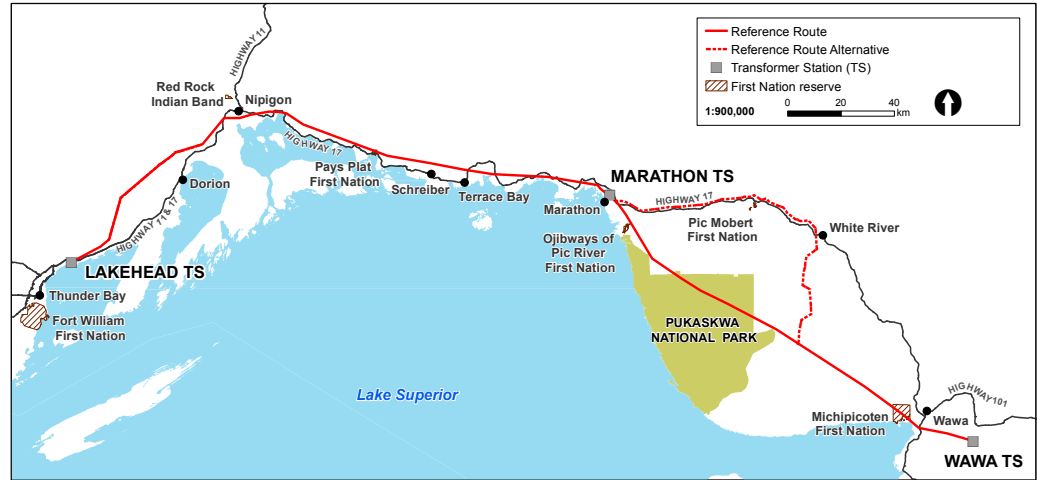 HIGHWAY 11
Red Rock
Indian Band
Nipigon
Reference Route
Reference Route Alternative
Transformer Station (TS)
First Nation reserve
1:900,000
0 20 40
km
HIGHWAY 17
Pays Plat
First Nation
Dorion
Schreiber
Terrace Bay
MARATHON TS
Marathon
HIGHWAY 17
HIGHWAY 11 & 17
Pic Mobert
First Nation
White River
Ojibways of
Pic River
First Nation
LAKEHEAD TS
Thunder Bay
Fort William
First Nation
PUKASKWA
NATIONAL PARK
Lake Superior
HIGHWAY101
Michipicoten
First Nation
Wawa
WAWA TS